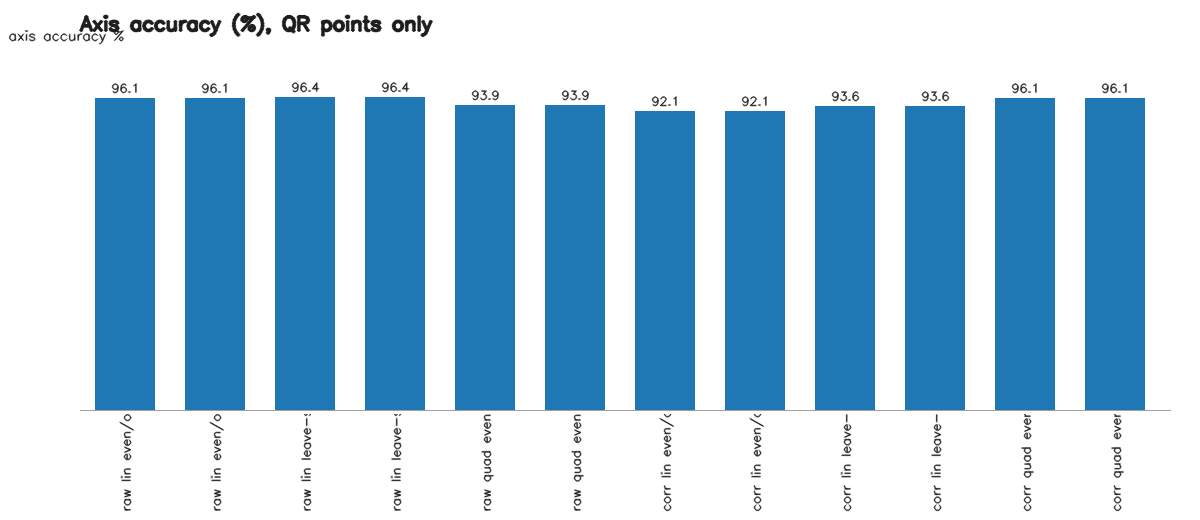 Axis accuracy (%), QR points only
axis accuracy %
96.1 96.1 96.4 96.4 93.9 93.9 92.1 92.1 93.6 93.6 96.1 96.1
raw lin even/o
raw lin even/o
raw lin leave-
raw lin leave-
raw quad even
raw quad even
corr lin even/
corr lin even/
corr lin leave-
corr lin leave-
corr quad ever
corr quad ever